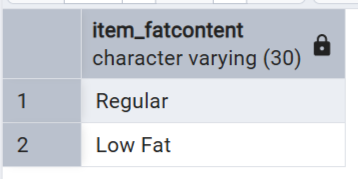 item_fatcontent
character varying (30)
1 Regular
2 Low Fat